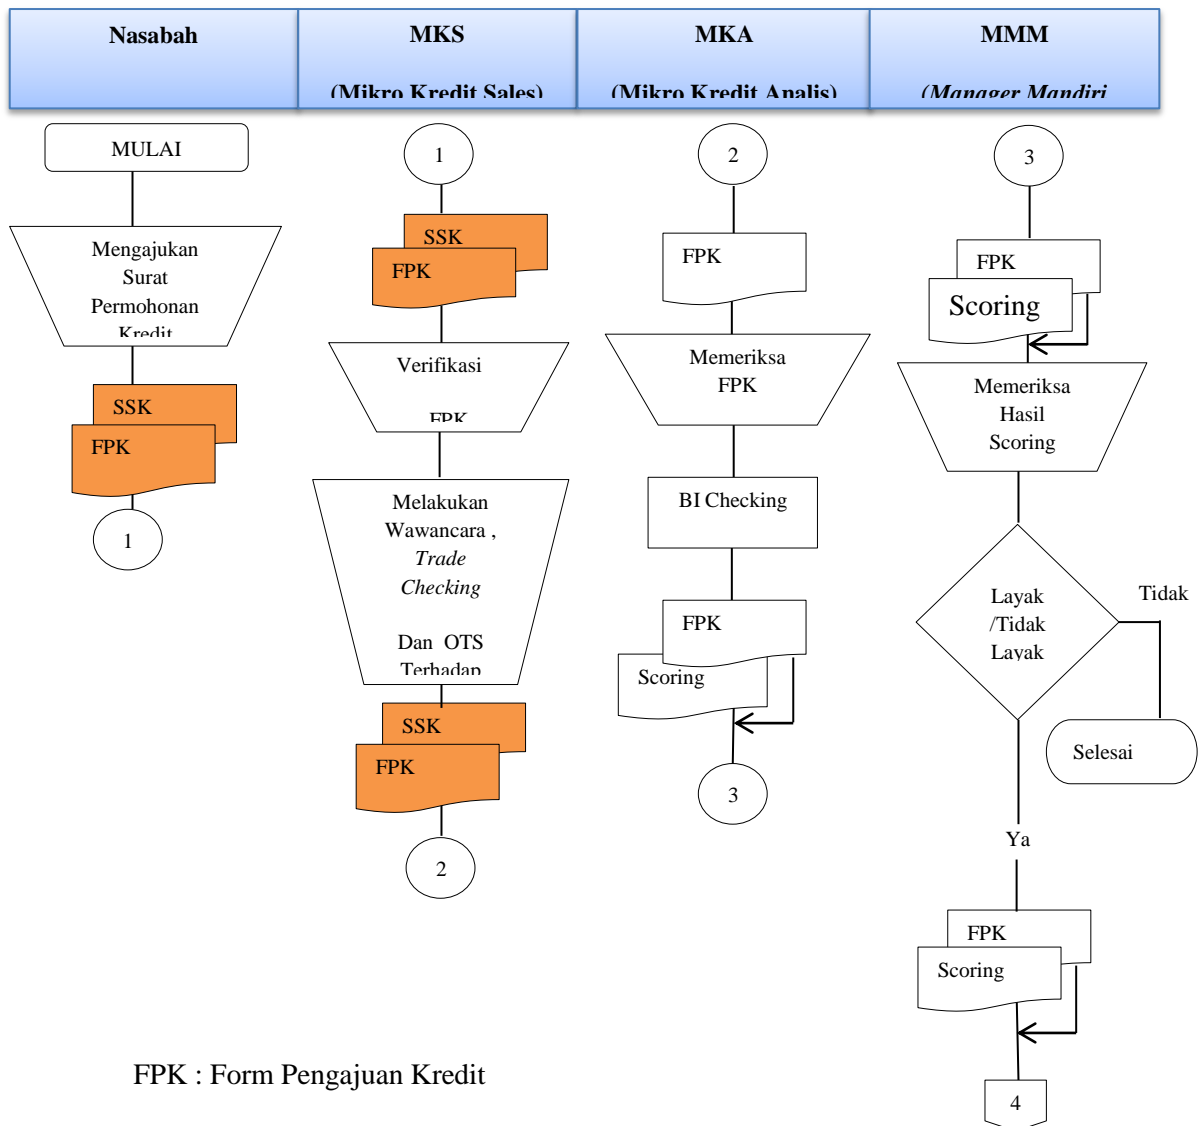 Nasabah
MKS
(Mikro Kredit Sales)
MKA
(Mikro Kredit Analis)
MMM
(Manager Mandiri
MULAI
Mengajukan
Surat
Permohonan
Kredit
SSK
FPK
1
1
SSK
FPK
Verifikasi
FPK
Melakukan
Wawancara ,
Trade
Checking
Dan OTS
Terhadap
SSK
FPK
2
2
FPK
Memeriksa
FPK
BI Checking
FPK
Scoring
3
3
FPK
Scoring
Memeriksa
Hasil
Scoring
Layak
/Tidak
Layak
Tidak
Selesai
Ya
FPK
Scoring
4
FPK : Form Pengajuan Kredit